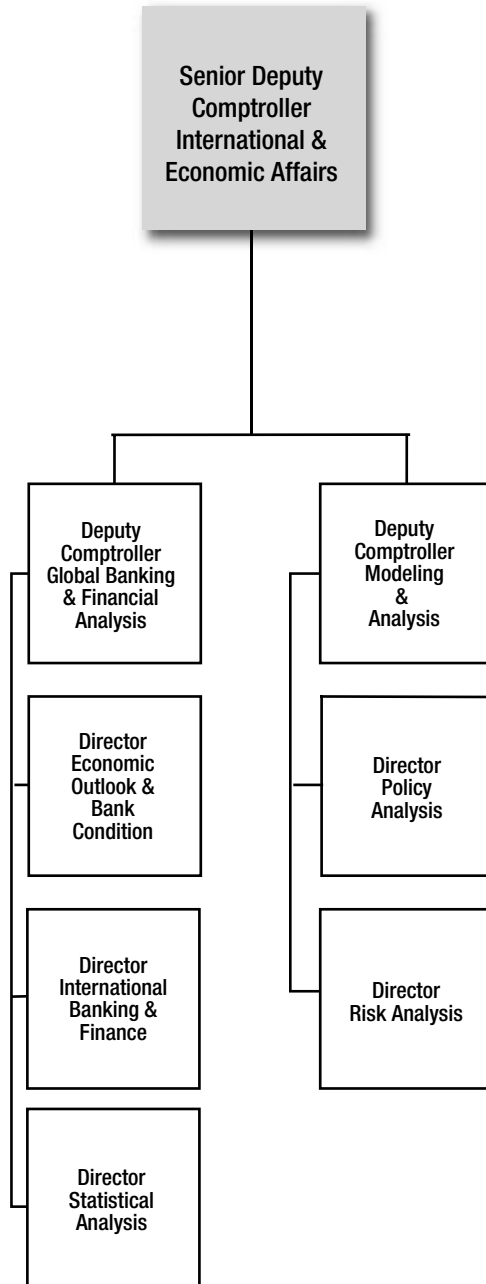 Senior Deputy
Comptroller
International &
Economic Affairs
Deputy
Comptroller
Global Banking
& Financial
Analysis
Director
Economic
Outlook &
Bank
Condition
Director
International
Banking &
Finance
Director
Statistical
Analysis
Deputy
Comptroller
Modeling
&
Analysis
Director
Policy
Analysis
Director
Risk Analysis